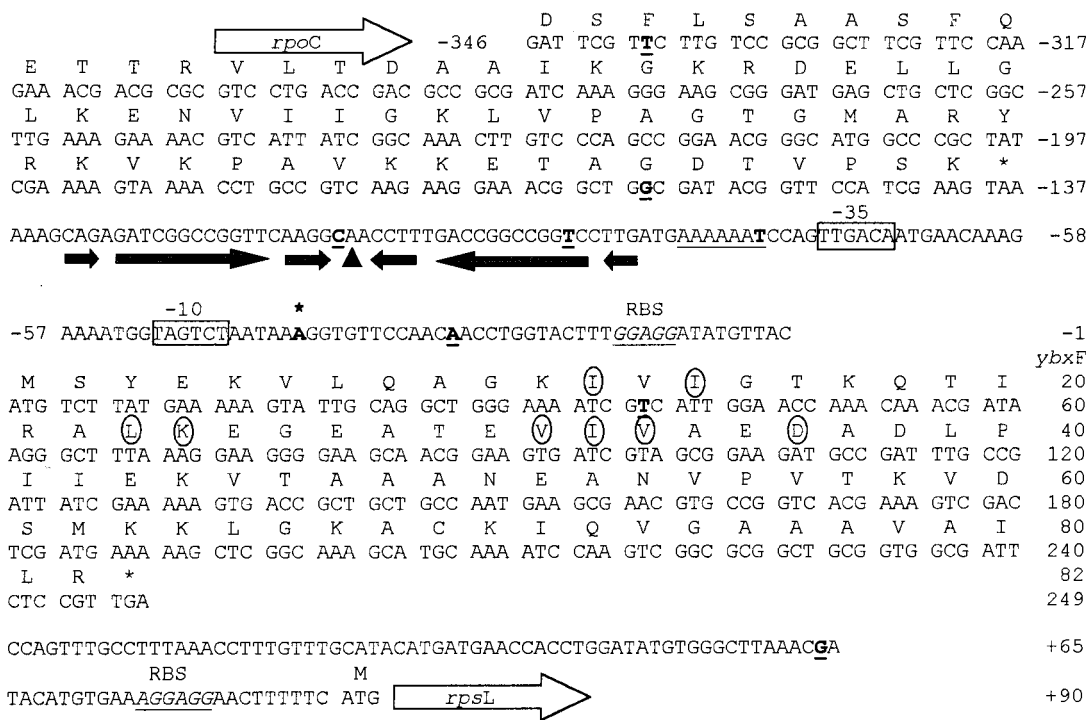 D S F L S A A S F Q
rpoC -346 GAT TCG TTC TTG TCC GCG GCT TCG TTC CAA -317
E T T R V L T D A A I K G K R D E L L G
GAA ACG ACG CGC GTC CTG ACC GAC GCC GCG ATC AAA GGG AAG CGG GAT GAG CTG CTC GGC -257
L K E N V I I G K L V P A G T G M A R Y
TTG AAA GAA AAC GTC ATT ATC GGC AAA CTT GTC CCA GCC GGA ACG GGC ATG GCC CGC TAT -197
R K V K P A V K K E T A G D T V P S K *
CGA AAA GTA AAA CCT GCC GTC AAG AAG GAA ACG GCT GGC GAT ACG GTT CCA TCG AAG TAA -137
-35
AAAGCAGAGATCGGCCGGTTCAAGGCAACCTTTGACCGGCCGGTCCTTGATGAAAAAATCCAGTTGACAATGAACAAAG -58
-10 * RBS
-57 AAAATGGTAGTCTAATAAAGGTGTTCCAACAACCTGGTACTTTGGAGGATATGTTAC -1
ybxF
M S Y E K V L Q A G K I V I G T K Q T I 20
ATG TCT TAT GAA AAA GTA TTG CAG GCT GGG AAA ATC GTC ATT GGA ACC AAA CAA ACG ATA 60
R A L K E G E A T E V I V A E D A D L P 40
AGG GCT TTA AAG GAA GGG GAA GCA ACG GAA GTG ATC GTA GCG GAA GAT GCC GAT TTG CCG 120
I I E K V T A A A N E A N V P V T K V D 60
ATT ATC GAA AAA GTG ACC GCT GCT GCC AAT GAA GCG AAC GTG CCG GTC ACG AAA GTC GAC 180
S M K K L G K A C K I Q V G A A A V A I 80
TCG ATG AAA AAG CTC GGC AAA GCA TGC AAA ATC CAA GTC GGC GCG GCT GCG GTG GCG ATT 240
L R * 82
CTC CGT TGA 249
CCAGTTTGCCTTTAAACCTTTGTTTGCATACATGATGAACCACCTGGATATGTGGGCTTAAACGA +65
RBS M
TACATGTGAAAGGAGGAACTTTTTC ATG rpsL +90